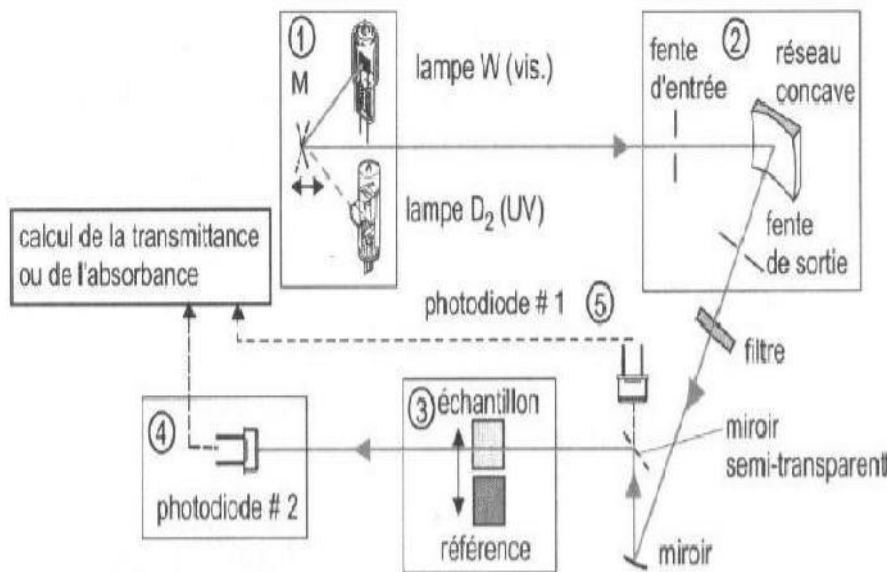 ①
M
lampe W (vis.)
lampe D₂ (UV)
②
fente
d'entrée
réseau
concave
fente
de sortie
calcul de la transmittance
ou de l'absorbance
photodiode # 1 ⑤
filtre
③ échantillon
référence
④
photodiode # 2
miroir
semi-transparent
miroir